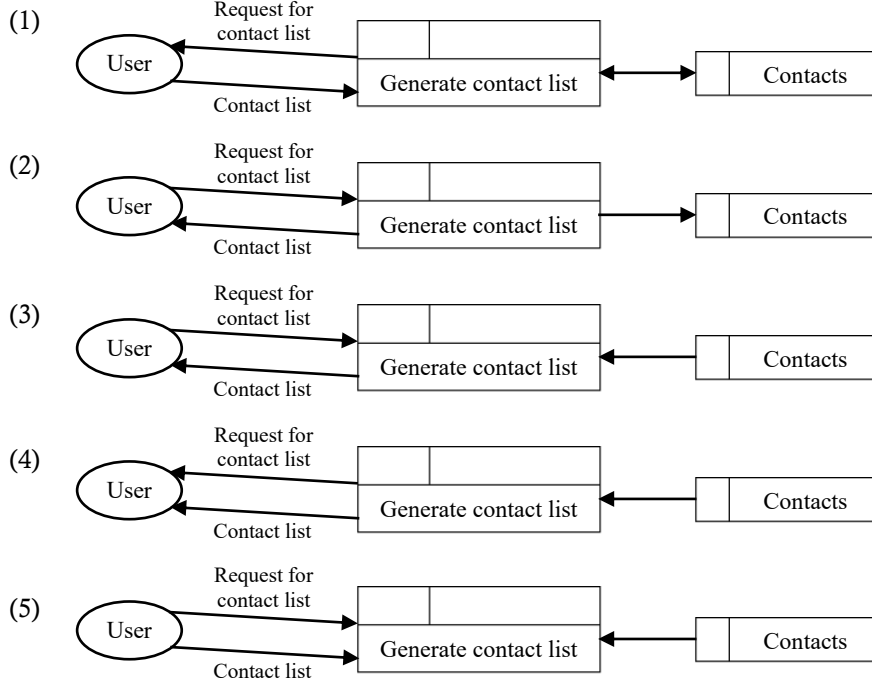 (1)
Request for
contact list
User
Contact list
Generate contact list
Contacts
(2)
Request for
contact list
User
Contact list
Generate contact list
Contacts
(3)
Request for
contact list
User
Contact list
Generate contact list
Contacts
(4)
Request for
contact list
User
Contact list
Generate contact list
Contacts
(5)
Request for
contact list
User
Contact list
Generate contact list
Contacts